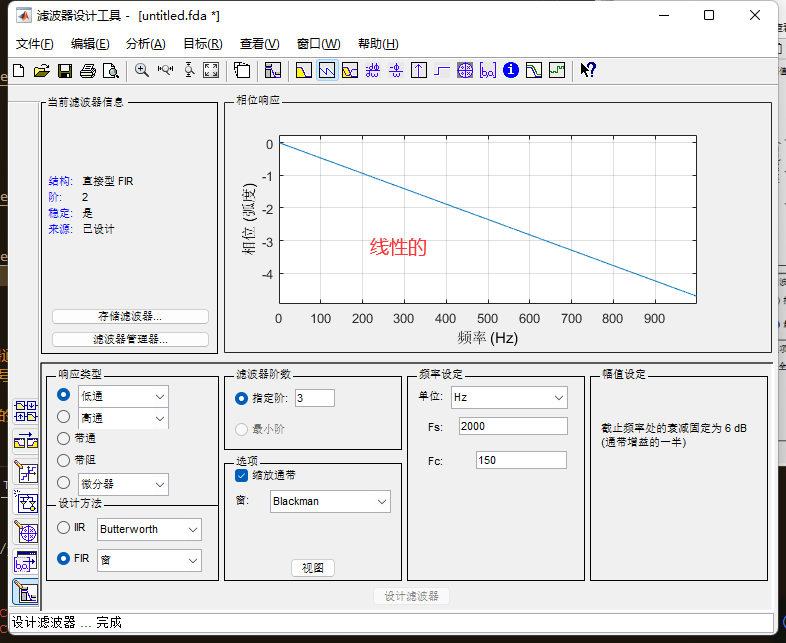 滤波器设计工具 - [untitled.fda *]
文件(F) 编辑(E) 分析(A) 目标(R) 查看(V) 窗口(W) 帮助(H)
当前滤波器信息
结构: 直接型 FIR
阶: 2
稳定: 是
来源: 已设计
存储滤波器...
滤波器管理器...
相位响应
相位 (弧度)
0
-1
-2
-3
-4
线性的
0 100 200 300 400 500 600 700 800 900
频率 (Hz)
响应类型
低通
高通
带通
带阻
微分器
设计方法
IIR Butterworth
FIR 窗
滤波器阶数
指定阶: 3
最小阶
选项
缩放通带
窗: Blackman
视图
频率设定
单位: Hz
Fs: 2000
Fc: 150
幅值设定
截止频率处的衰减固定为 6 dB
(通带增益的一半)
设计滤波器
设计滤波器 ... 完成